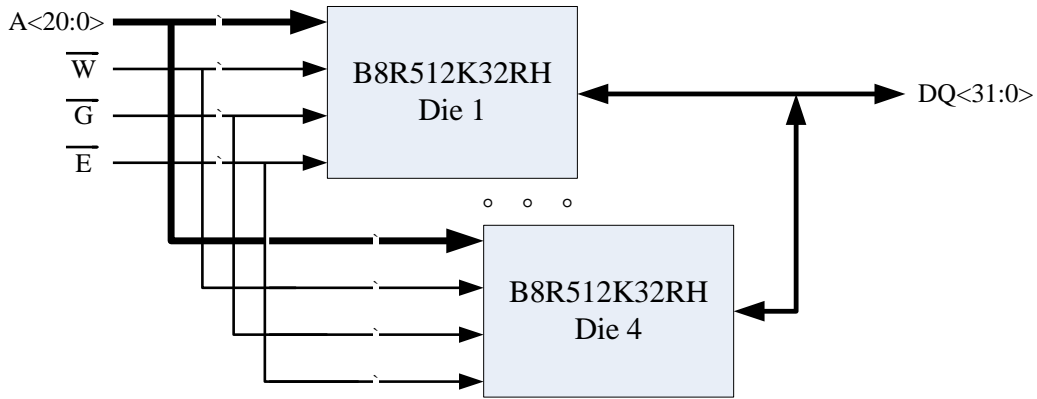 A<20:0>
W
G
E
B8R512K32RH
Die 1
DQ<31:0>
B8R512K32RH
Die 4